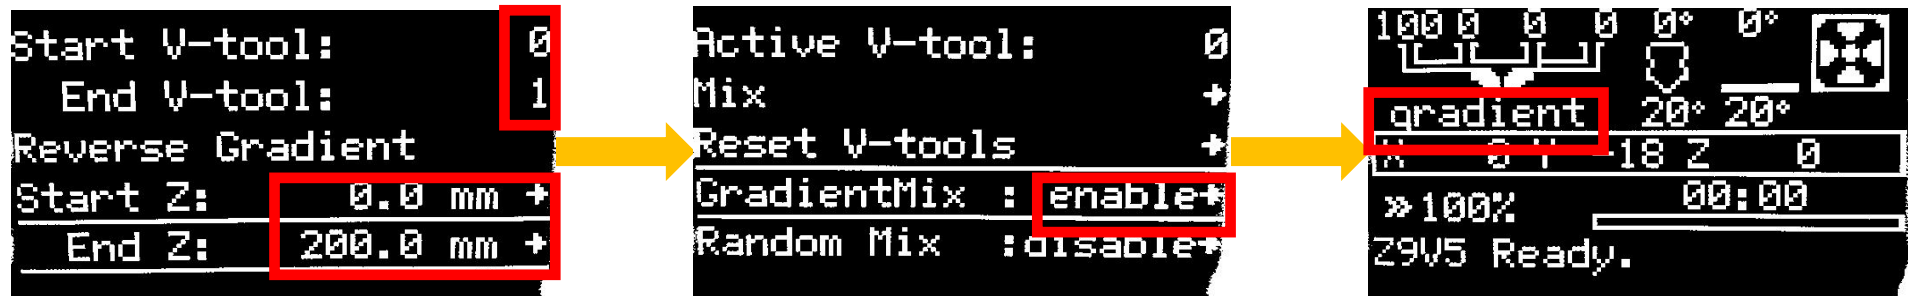 Start V-tool: 0
End V-tool: 1
Reverse Gradient
Start Z: 0.0 mm →
End Z: 200.0 mm →
Active V-tool: 0
Mix →
Reset V-tools →
GradientMix : enable→
Random Mix :disable→
100 0 0 0 0° 0°
gradient 20° 20°
X 0 Y -18 Z 0
»100% 00:00
Z9V5 Ready.